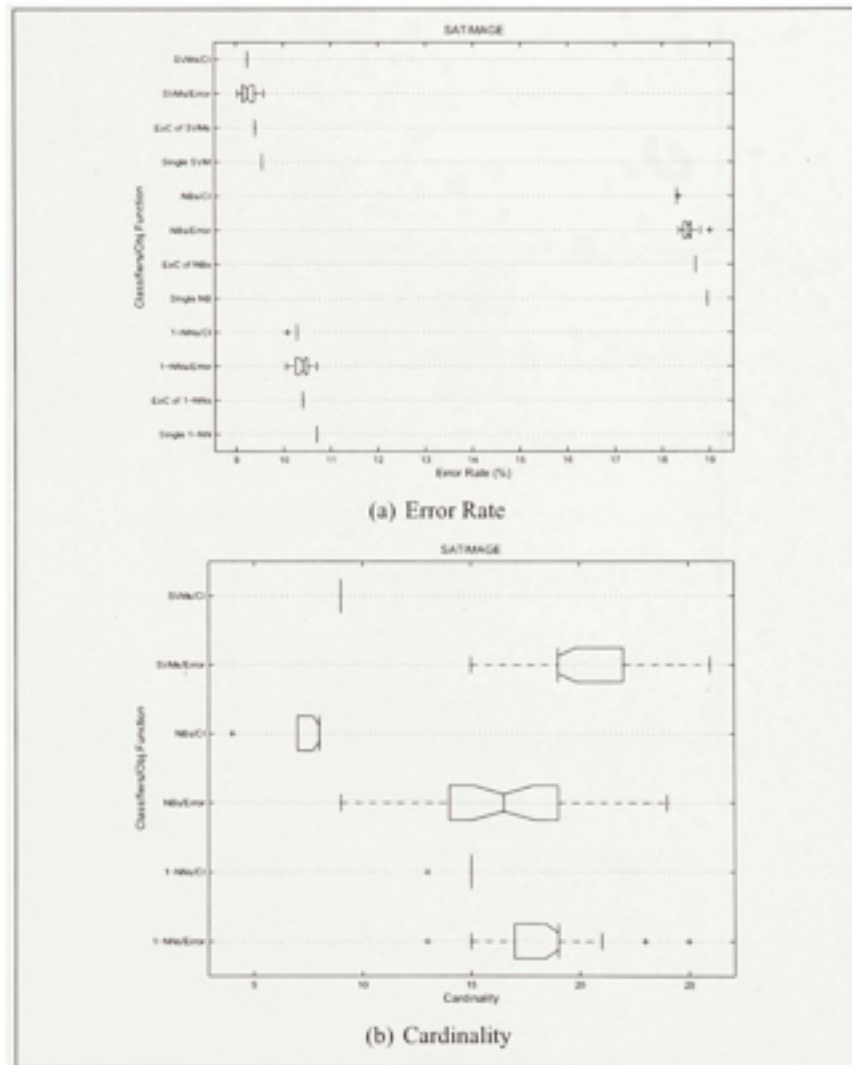 SATIMAGE
SVMs/CI
SVMs/Error
EoC of SVMs
Single SVM
NBs/CI
NBs/Error
EoC of NBs
Single NB
1-NNs/CI
1-NNs/Error
EoC of 1-NNs
Single 1-NN
Classifiers/Obj Function
9 10 11 12 13 14 15 16 17 18 19
Error Rate (%)
(a) Error Rate
SATIMAGE
SVMs/CI
SVMs/Error
NBs/CI
NBs/Error
1-NNs/CI
1-NNs/Error
Classifiers/Obj Function
5 10 15 20 25
Cardinality
(b) Cardinality